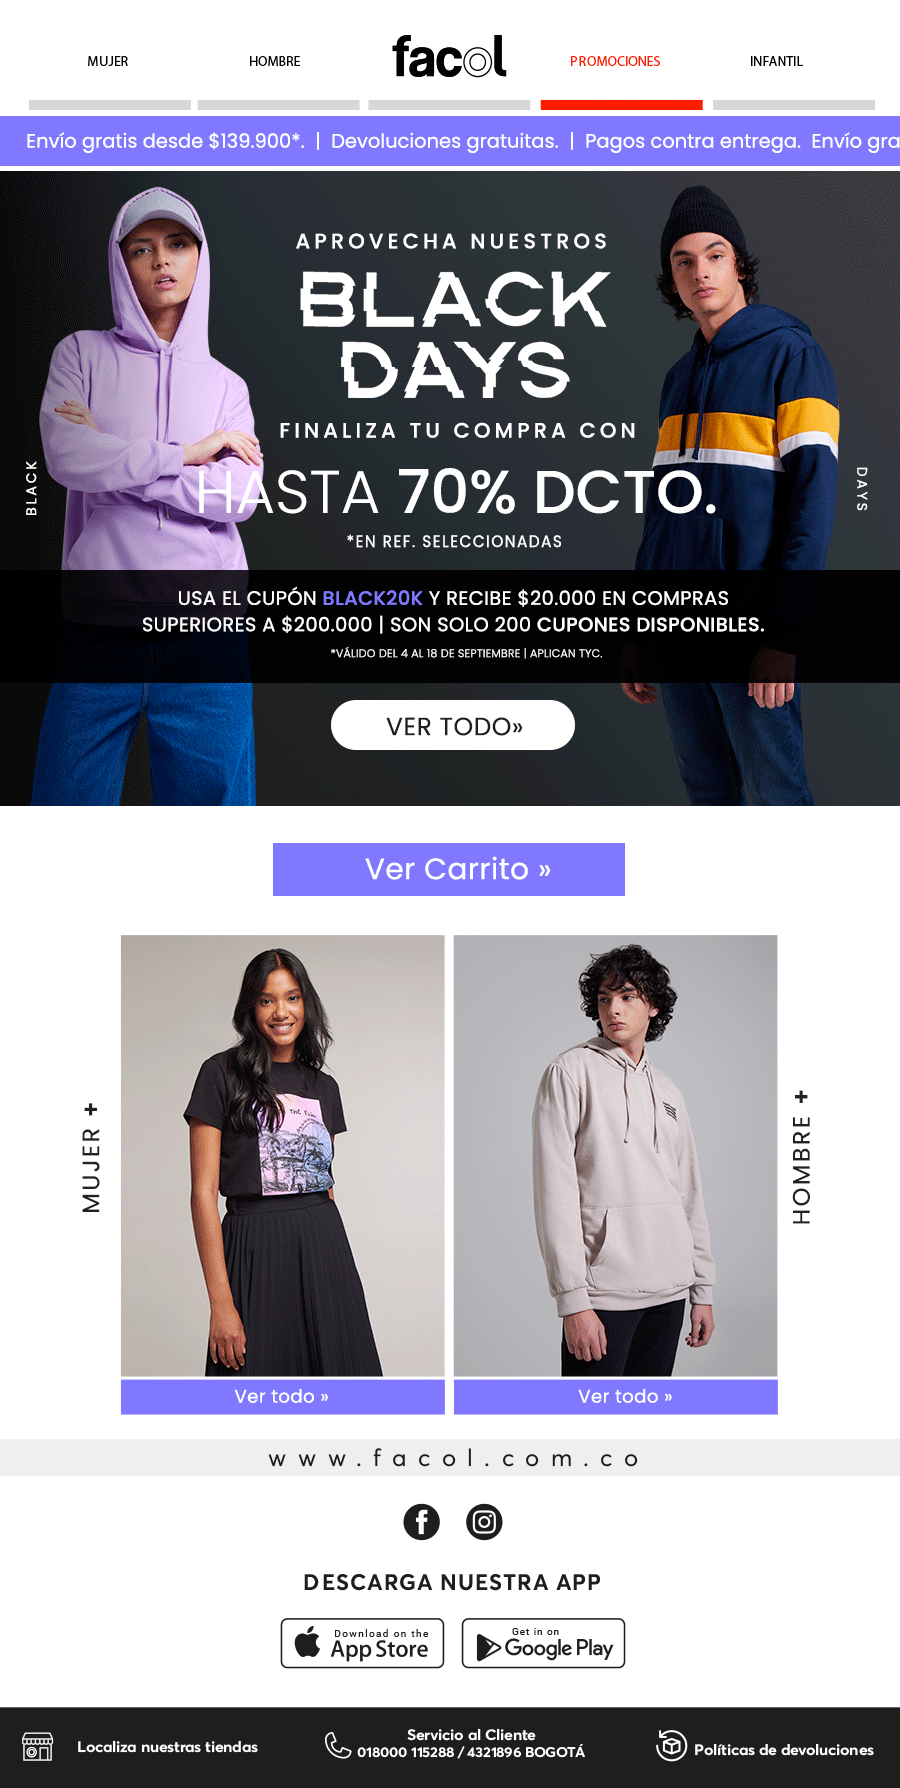 MUJER
HOMBRE
facol
PROMOCIONES
INFANTIL
Envío gratis desde $139.900*. | Devoluciones gratuitas. | Pagos contra entrega. Envío gra
APROVECHA NUESTROS
BLACK
DAYS
FINALIZA TU COMPRA CON
HASTA 70% DCTO.
*EN REF. SELECCIONADAS
BLACK
DAYS
USA EL CUPÓN BLACK20K Y RECIBE $20.000 EN COMPRAS
SUPERIORES A $200.000 | SON SOLO 200 CUPONES DISPONIBLES.
*VÁLIDO DEL 4 AL 18 DE SEPTIEMBRE | APLICAN TYC.
VER TODO»
Ver Carrito »
MUJER +
HOMBRE +
Ver todo »
Ver todo »
www.facol.com.co
DESCARGA NUESTRA APP
Download on the
App Store
Get in on
Google Play
Localiza nuestras tiendas
Servicio al Cliente
018000 115288 / 4321896 BOGOTÁ
Políticas de devoluciones